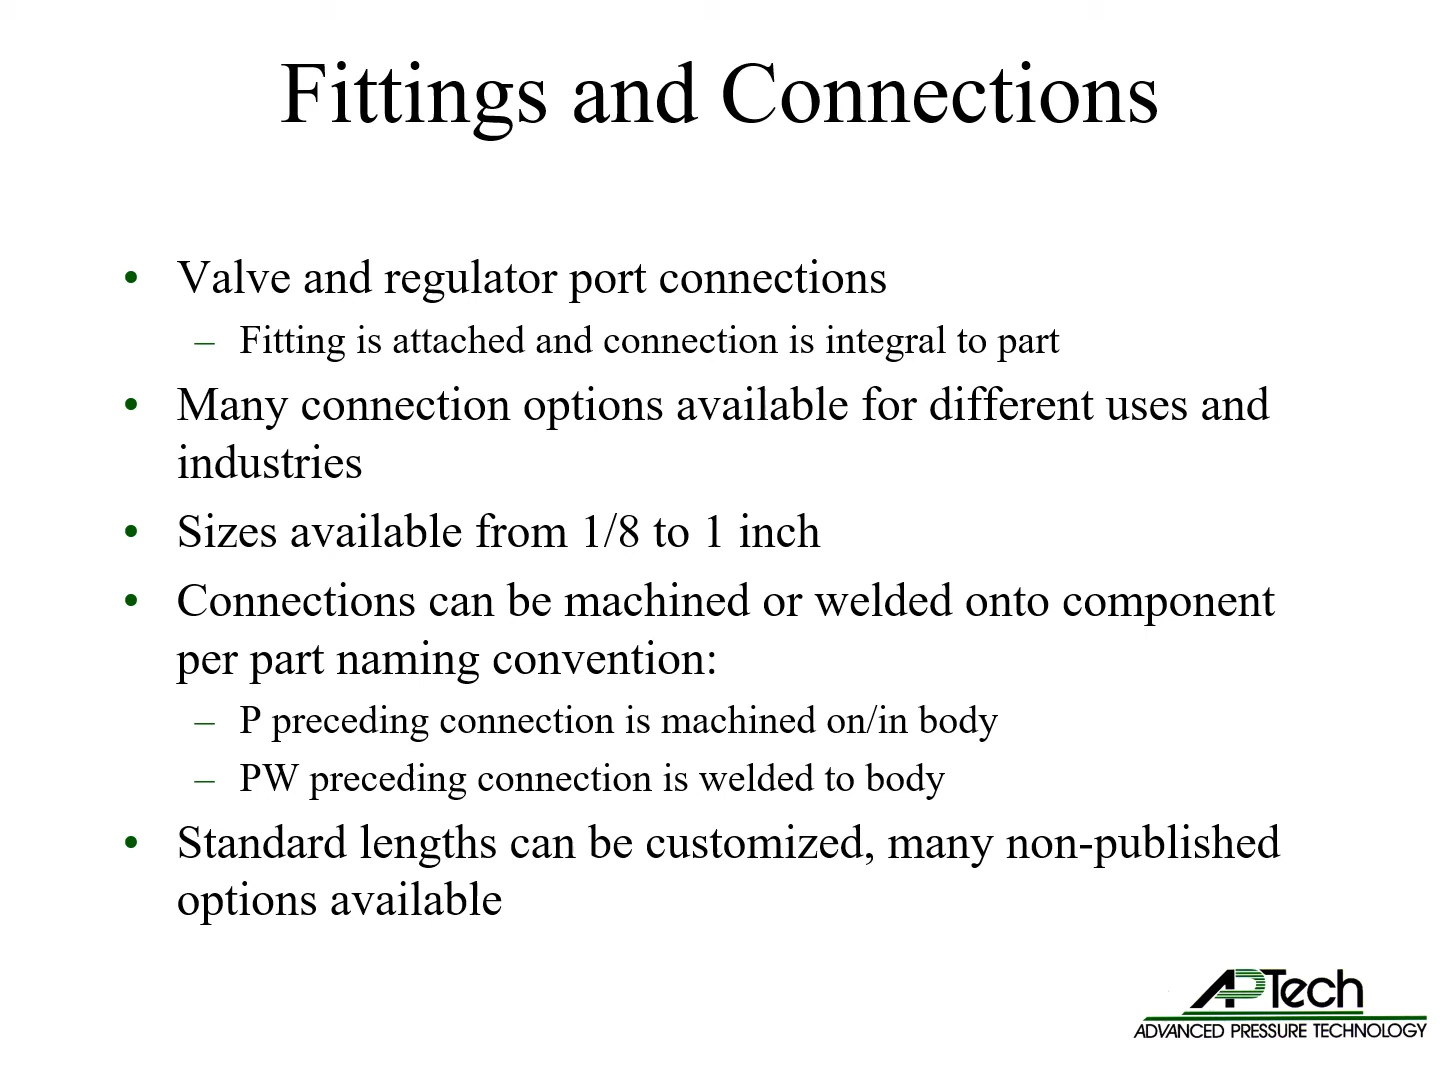 Fittings and Connections
• Valve and regulator port connections
– Fitting is attached and connection is integral to part
• Many connection options available for different uses and
industries
• Sizes available from 1/8 to 1 inch
• Connections can be machined or welded onto component
per part naming convention:
– P preceding connection is machined on/in body
– PW preceding connection is welded to body
• Standard lengths can be customized, many non-published
options available
APTech
ADVANCED PRESSURE TECHNOLOGY